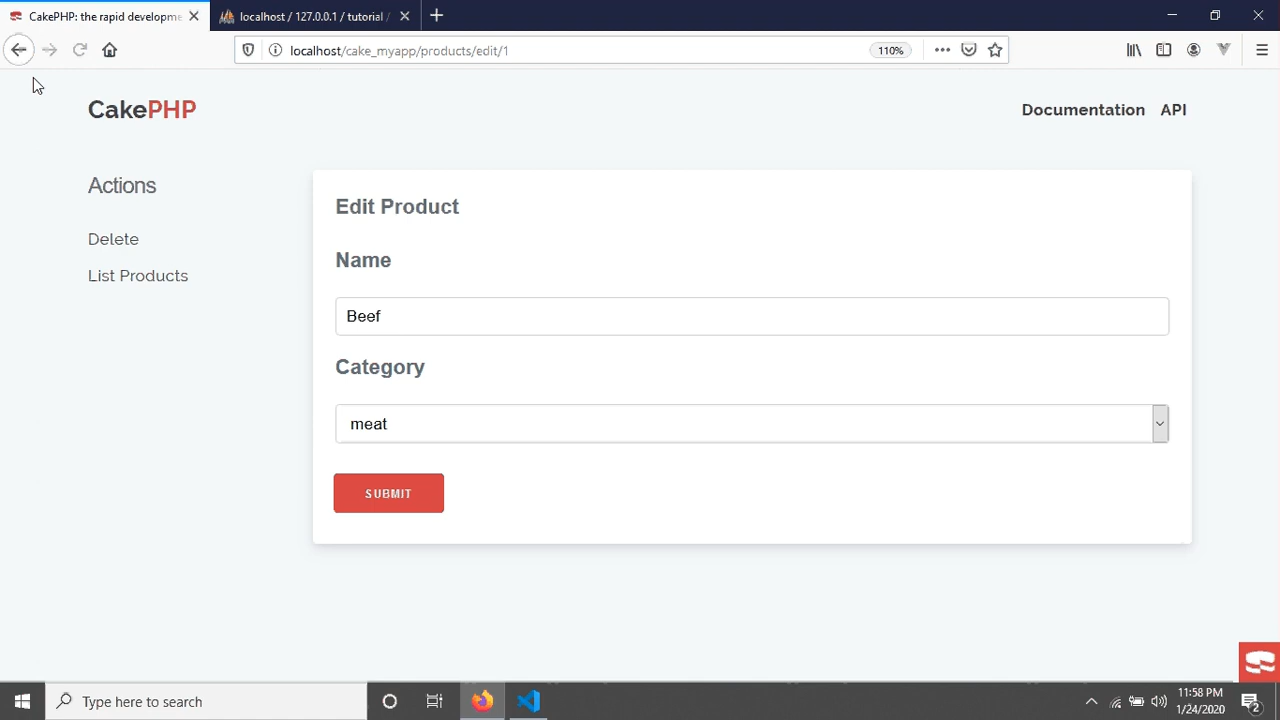 CakePHP: the rapid developme
localhost / 127.0.0.1 / tutorial /
localhost/cake_myapp/products/edit/1
110%
CakePHP
Documentation API
Actions
Delete
List Products
Edit Product
Name
Beef
Category
meat
SUBMIT
Type here to search
11:58 PM
1/24/2020
2